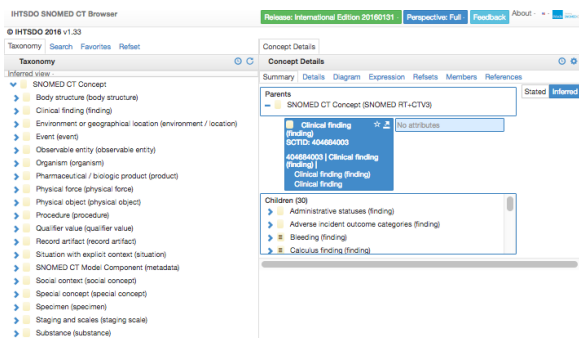 IHTSDO SNOMED CT Browser
Release: International Edition 20160131
Perspective: Full
Feedback
About
© IHTSDO 2016 v1.33
Taxonomy Search Favorites Refset
Taxonomy
Inferred view
SNOMED CT Concept
Body structure (body structure)
Clinical finding (finding)
Environment or geographical location (environment / location)
Event (event)
Observable entity (observable entity)
Organism (organism)
Pharmaceutical / biologic product (product)
Physical force (physical force)
Physical object (physical object)
Procedure (procedure)
Qualifier value (qualifier value)
Record artifact (record artifact)
Situation with explicit context (situation)
SNOMED CT Model Component (metadata)
Social context (social concept)
Special concept (special concept)
Specimen (specimen)
Staging and scales (staging scale)
Substance (substance)
Concept Details
Concept Details
Summary Details Diagram Expression Refsets Members References
Stated Inferred
Parents
SNOMED CT Concept (SNOMED RT+CTV3)
Clinical finding
(finding)
SCTID: 404684003
404684003 | Clinical finding
(finding) |
Clinical finding (finding)
Clinical finding
No attributes
Children (30)
Administrative statuses (finding)
Adverse incident outcome categories (finding)
Bleeding (finding)
Calculus finding (finding)